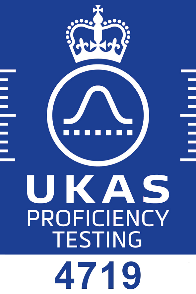 UKAS
PROFICIENCY
TESTING
4719